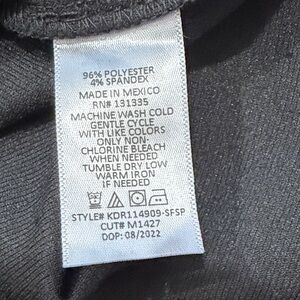 96% POLYESTER
4% SPANDEX
MADE IN MEXICO
RN# 131335
MACHINE WASH COLD
GENTLE CYCLE
WITH LIKE COLORS
ONLY NON-
CHLORINE BLEACH
WHEN NEEDED
TUMBLE DRY LOW
WARM IRON
IF NEEDED
STYLE# KDR114909-SFSP
CUT# M1427
DOP: 08/2022